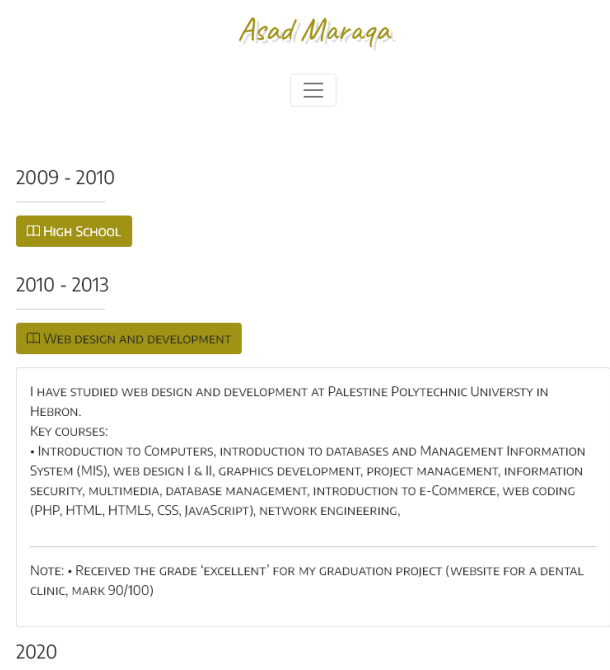 Asad Maraqa
2009 - 2010
High School
2010 - 2013
Web design and development
I have studied web design and development at Palestine Polytechnic Universty in
Hebron.
Key courses:
• Introduction to Computers, introduction to databases and Management Information
System (MIS), web design I & II, graphics development, project management, information
security, multimedia, database management, introduction to e-Commerce, web coding
(PHP, HTML, HTML5, CSS, JavaScript), network engineering,
Note: • Received the grade ‘excellent’ for my graduation project (website for a dental
clinic, mark 90/100)
2020